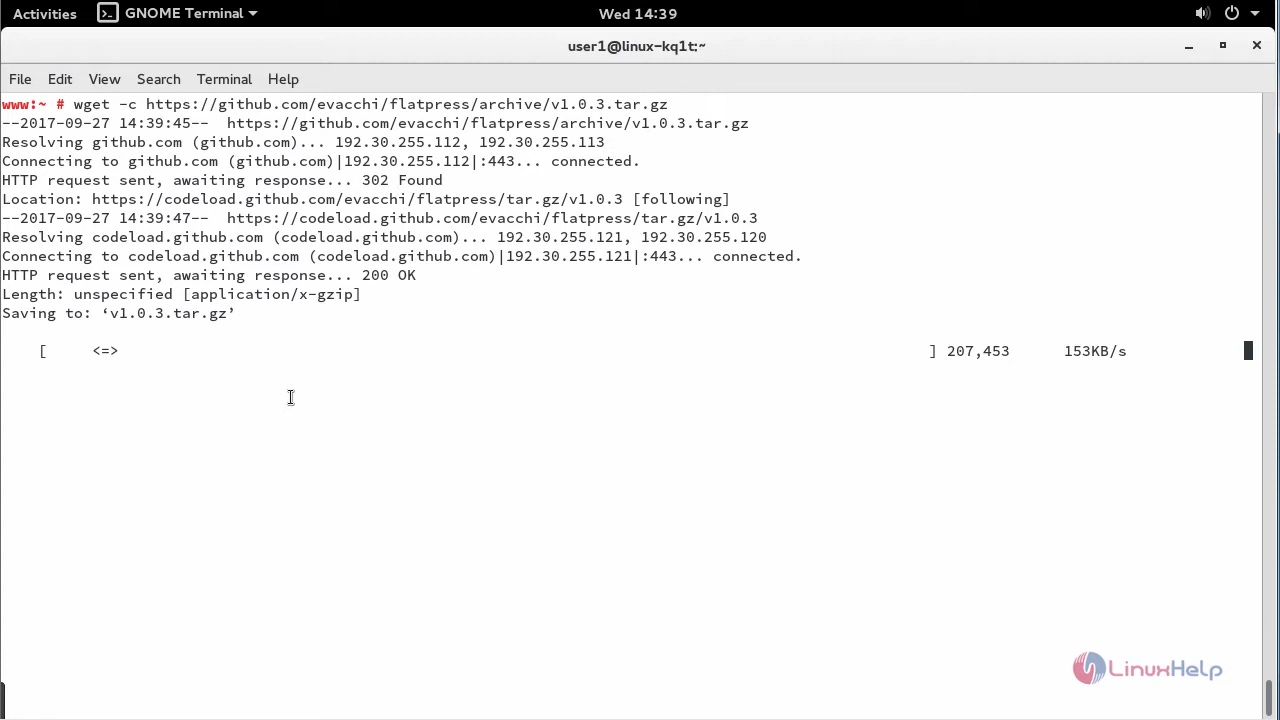 Activities GNOME Terminal Wed 14:39
user1@linux-kq1t:~
File Edit View Search Terminal Help
www:~ # wget -c https://github.com/evacchi/flatpress/archive/v1.0.3.tar.gz
--2017-09-27 14:39:45--  https://github.com/evacchi/flatpress/archive/v1.0.3.tar.gz
Resolving github.com (github.com)... 192.30.255.112, 192.30.255.113
Connecting to github.com (github.com)|192.30.255.112|:443... connected.
HTTP request sent, awaiting response... 302 Found
Location: https://codeload.github.com/evacchi/flatpress/tar.gz/v1.0.3 [following]
--2017-09-27 14:39:47--  https://codeload.github.com/evacchi/flatpress/tar.gz/v1.0.3
Resolving codeload.github.com (codeload.github.com)... 192.30.255.121, 192.30.255.120
Connecting to codeload.github.com (codeload.github.com)|192.30.255.121|:443... connected.
HTTP request sent, awaiting response... 200 OK
Length: unspecified [application/x-gzip]
Saving to: ‘v1.0.3.tar.gz’
[     <=>     ] 207,453     153KB/s
LinuxHelp